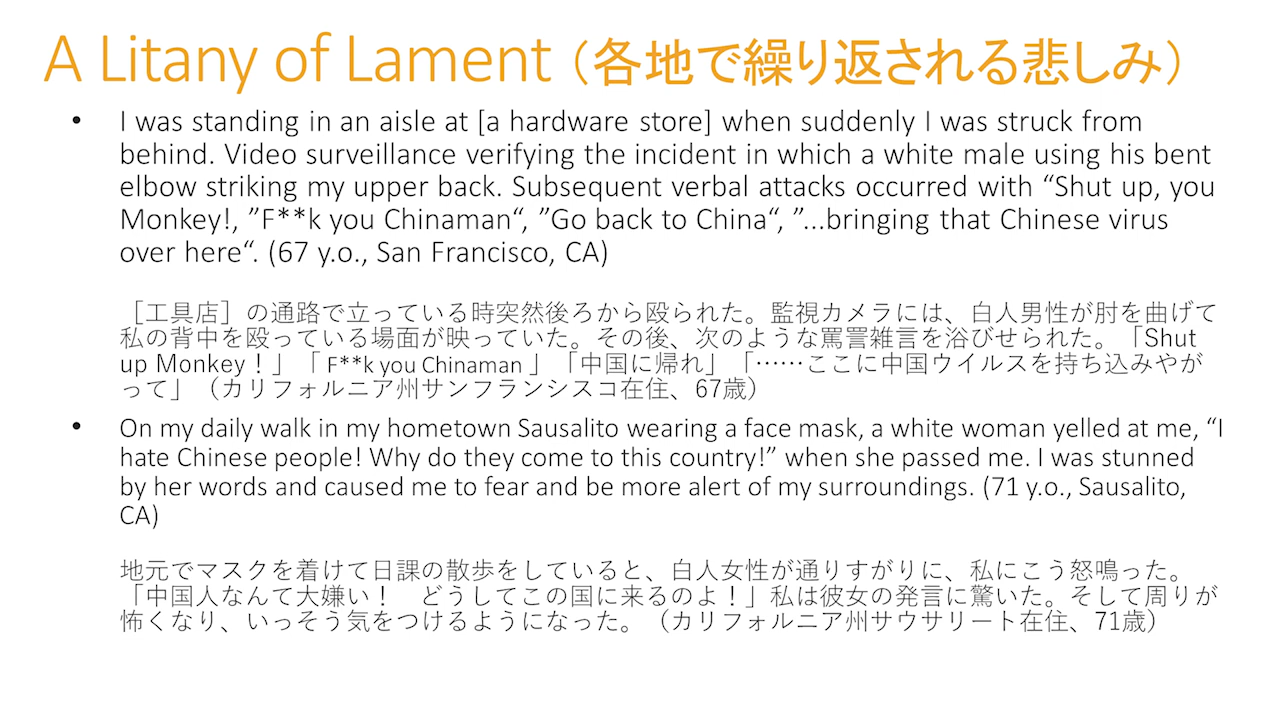 A Litany of Lament（各地で繰り返される悲しみ）
• I was standing in an aisle at [a hardware store] when suddenly I was struck from
behind. Video surveillance verifying the incident in which a white male using his bent
elbow striking my upper back. Subsequent verbal attacks occurred with “Shut up, you
Monkey!, ”F**k you Chinaman“, ”Go back to China“, ”...bringing that Chinese virus
over here“. (67 y.o., San Francisco, CA)
［工具店］の通路で立っている時突然後ろから殴られた。監視カメラには、白人男性が肘を曲げて
私の背中を殴っている場面が映っていた。その後、次のような罵詈雑言を浴びせられた。「Shut
up Monkey！」「 F**k you Chinaman 」「中国に帰れ」「……ここに中国ウイルスを持ち込みやが
って」（カリフォルニア州サンフランシスコ在住、67歳）
• On my daily walk in my hometown Sausalito wearing a face mask, a white woman yelled at me, “I
hate Chinese people! Why do they come to this country!” when she passed me. I was stunned
by her words and caused me to fear and be more alert of my surroundings. (71 y.o., Sausalito,
CA)
地元でマスクを着けて日課の散歩をしていると、白人女性が通りすがりに、私にこう怒鳴った。
「中国人なんて大嫌い！　どうしてこの国に来るのよ！」私は彼女の発言に驚いた。そして周りが
怖くなり、いっそう気をつけるようになった。（カリフォルニア州サウサリート在住、71歳）